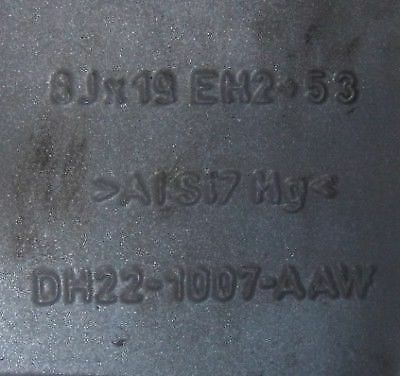 8Jx19 EH2+53
>AlSi7 Mg<
DH22-1007-AAW